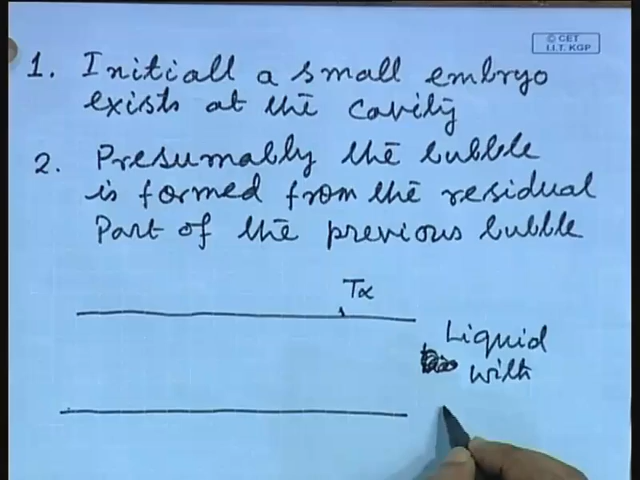 © CET
I.I.T. KGP
1. Initiall a small embryo
exists at the cavity
2. Presumably the bubble
is formed from the residual
Part of the previous bubble
T∝
Liquid
with